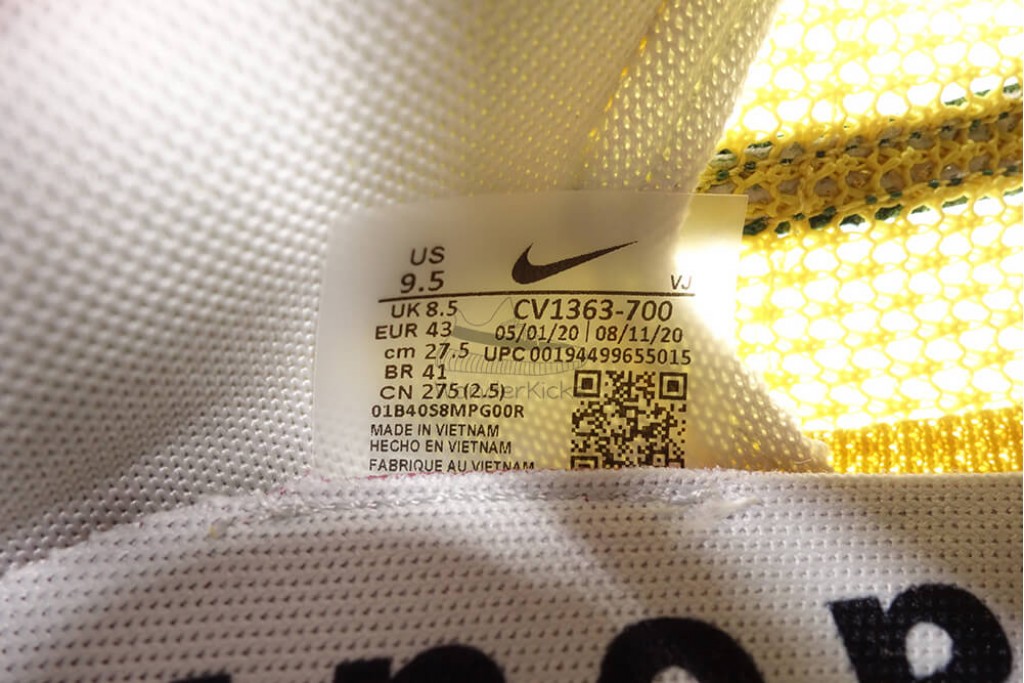 US
9.5
VJ
UK 8.5
CV1363-700
EUR 43
05/01/20 | 08/11/20
cm 27.5
UPC 00194499655015
BR 41
CN 275 (2.5)
01B40S8MPG00R
MADE IN VIETNAM
HECHO EN VIETNAM
FABRIQUE AU VIETNAM